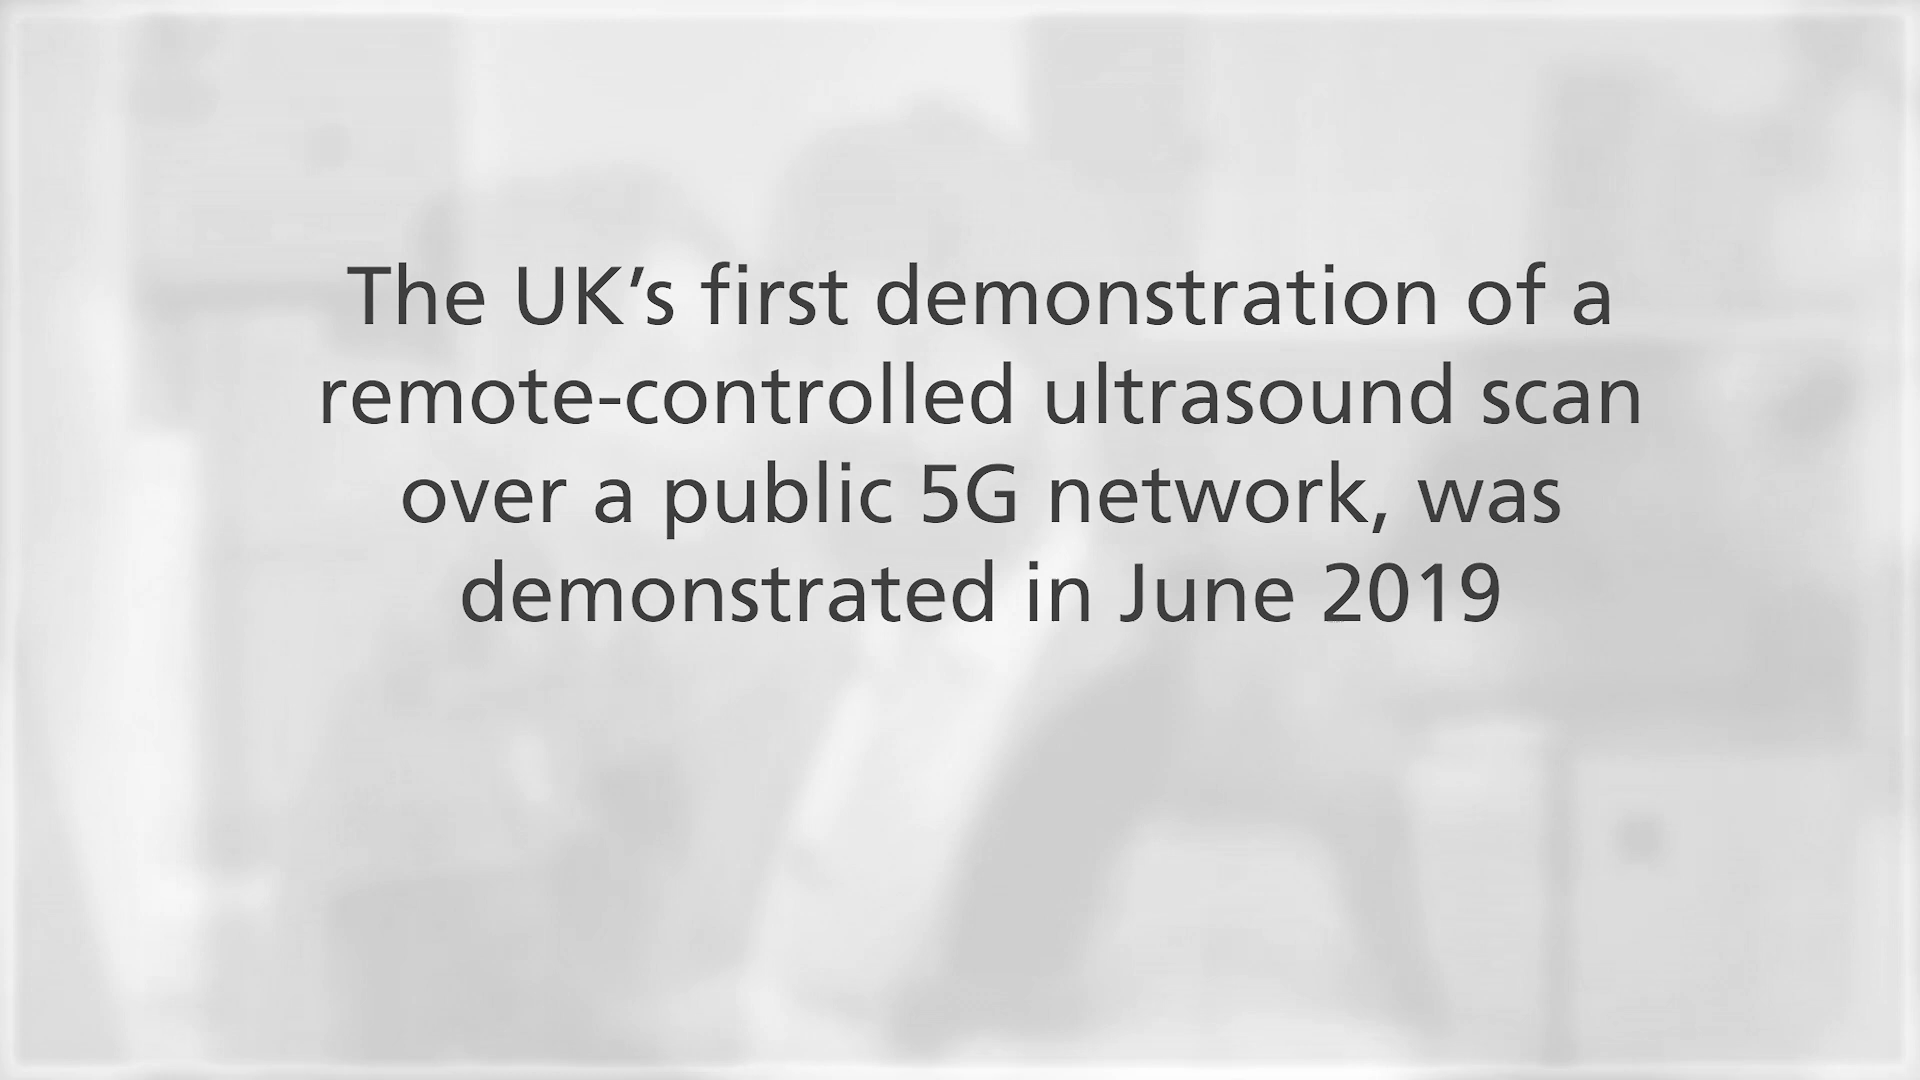 The UK’s first demonstration of a
remote-controlled ultrasound scan
over a public 5G network, was
demonstrated in June 2019